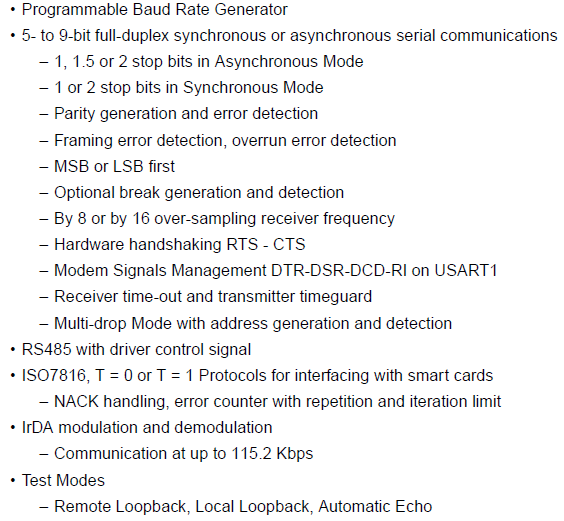 • Programmable Baud Rate Generator
• 5- to 9-bit full-duplex synchronous or asynchronous serial communications
– 1, 1.5 or 2 stop bits in Asynchronous Mode
– 1 or 2 stop bits in Synchronous Mode
– Parity generation and error detection
– Framing error detection, overrun error detection
– MSB or LSB first
– Optional break generation and detection
– By 8 or by 16 over-sampling receiver frequency
– Hardware handshaking RTS - CTS
– Modem Signals Management DTR-DSR-DCD-RI on USART1
– Receiver time-out and transmitter timeguard
– Multi-drop Mode with address generation and detection
• RS485 with driver control signal
• ISO7816, T = 0 or T = 1 Protocols for interfacing with smart cards
– NACK handling, error counter with repetition and iteration limit
• IrDA modulation and demodulation
– Communication at up to 115.2 Kbps
• Test Modes
– Remote Loopback, Local Loopback, Automatic Echo